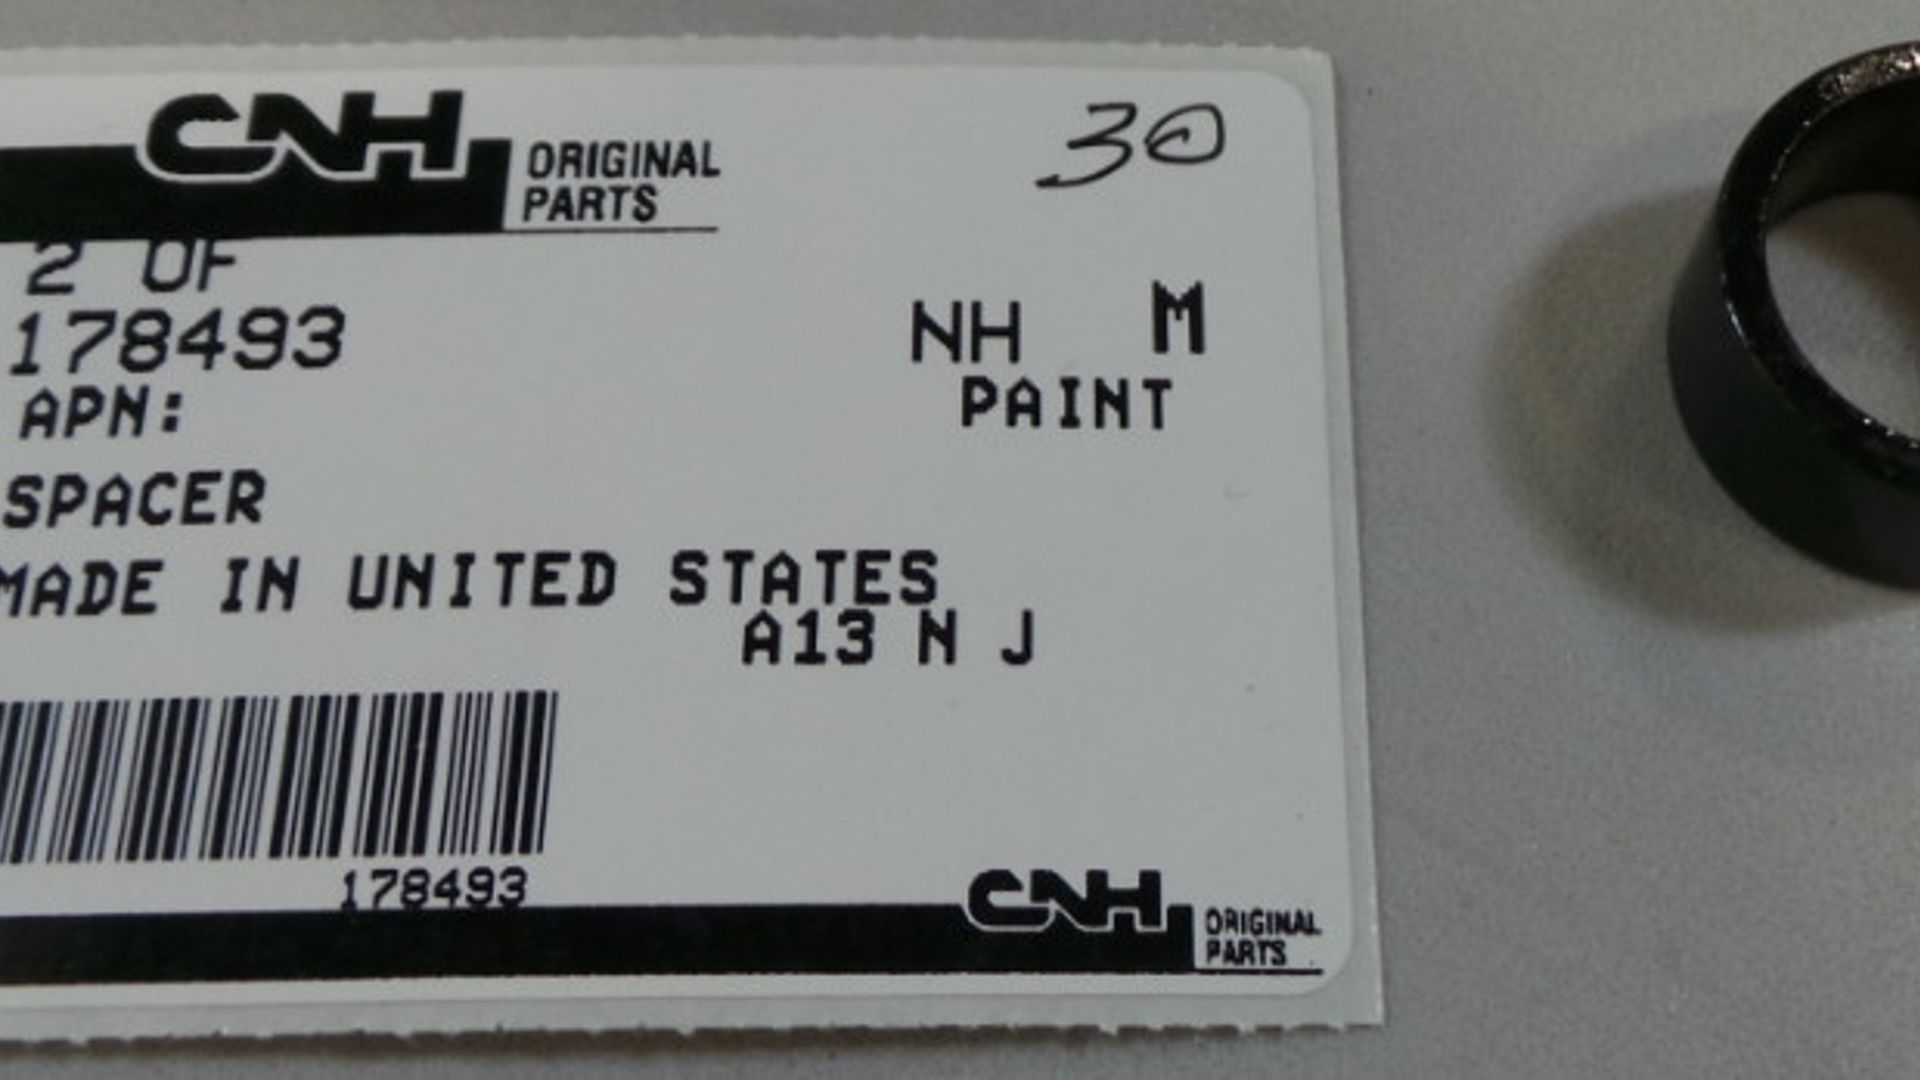 CNH ORIGINAL PARTS
30
2 OF
178493
NH M
APN:
PAINT
SPACER
MADE IN UNITED STATES
A13 N J
178493
CNH ORIGINAL PARTS